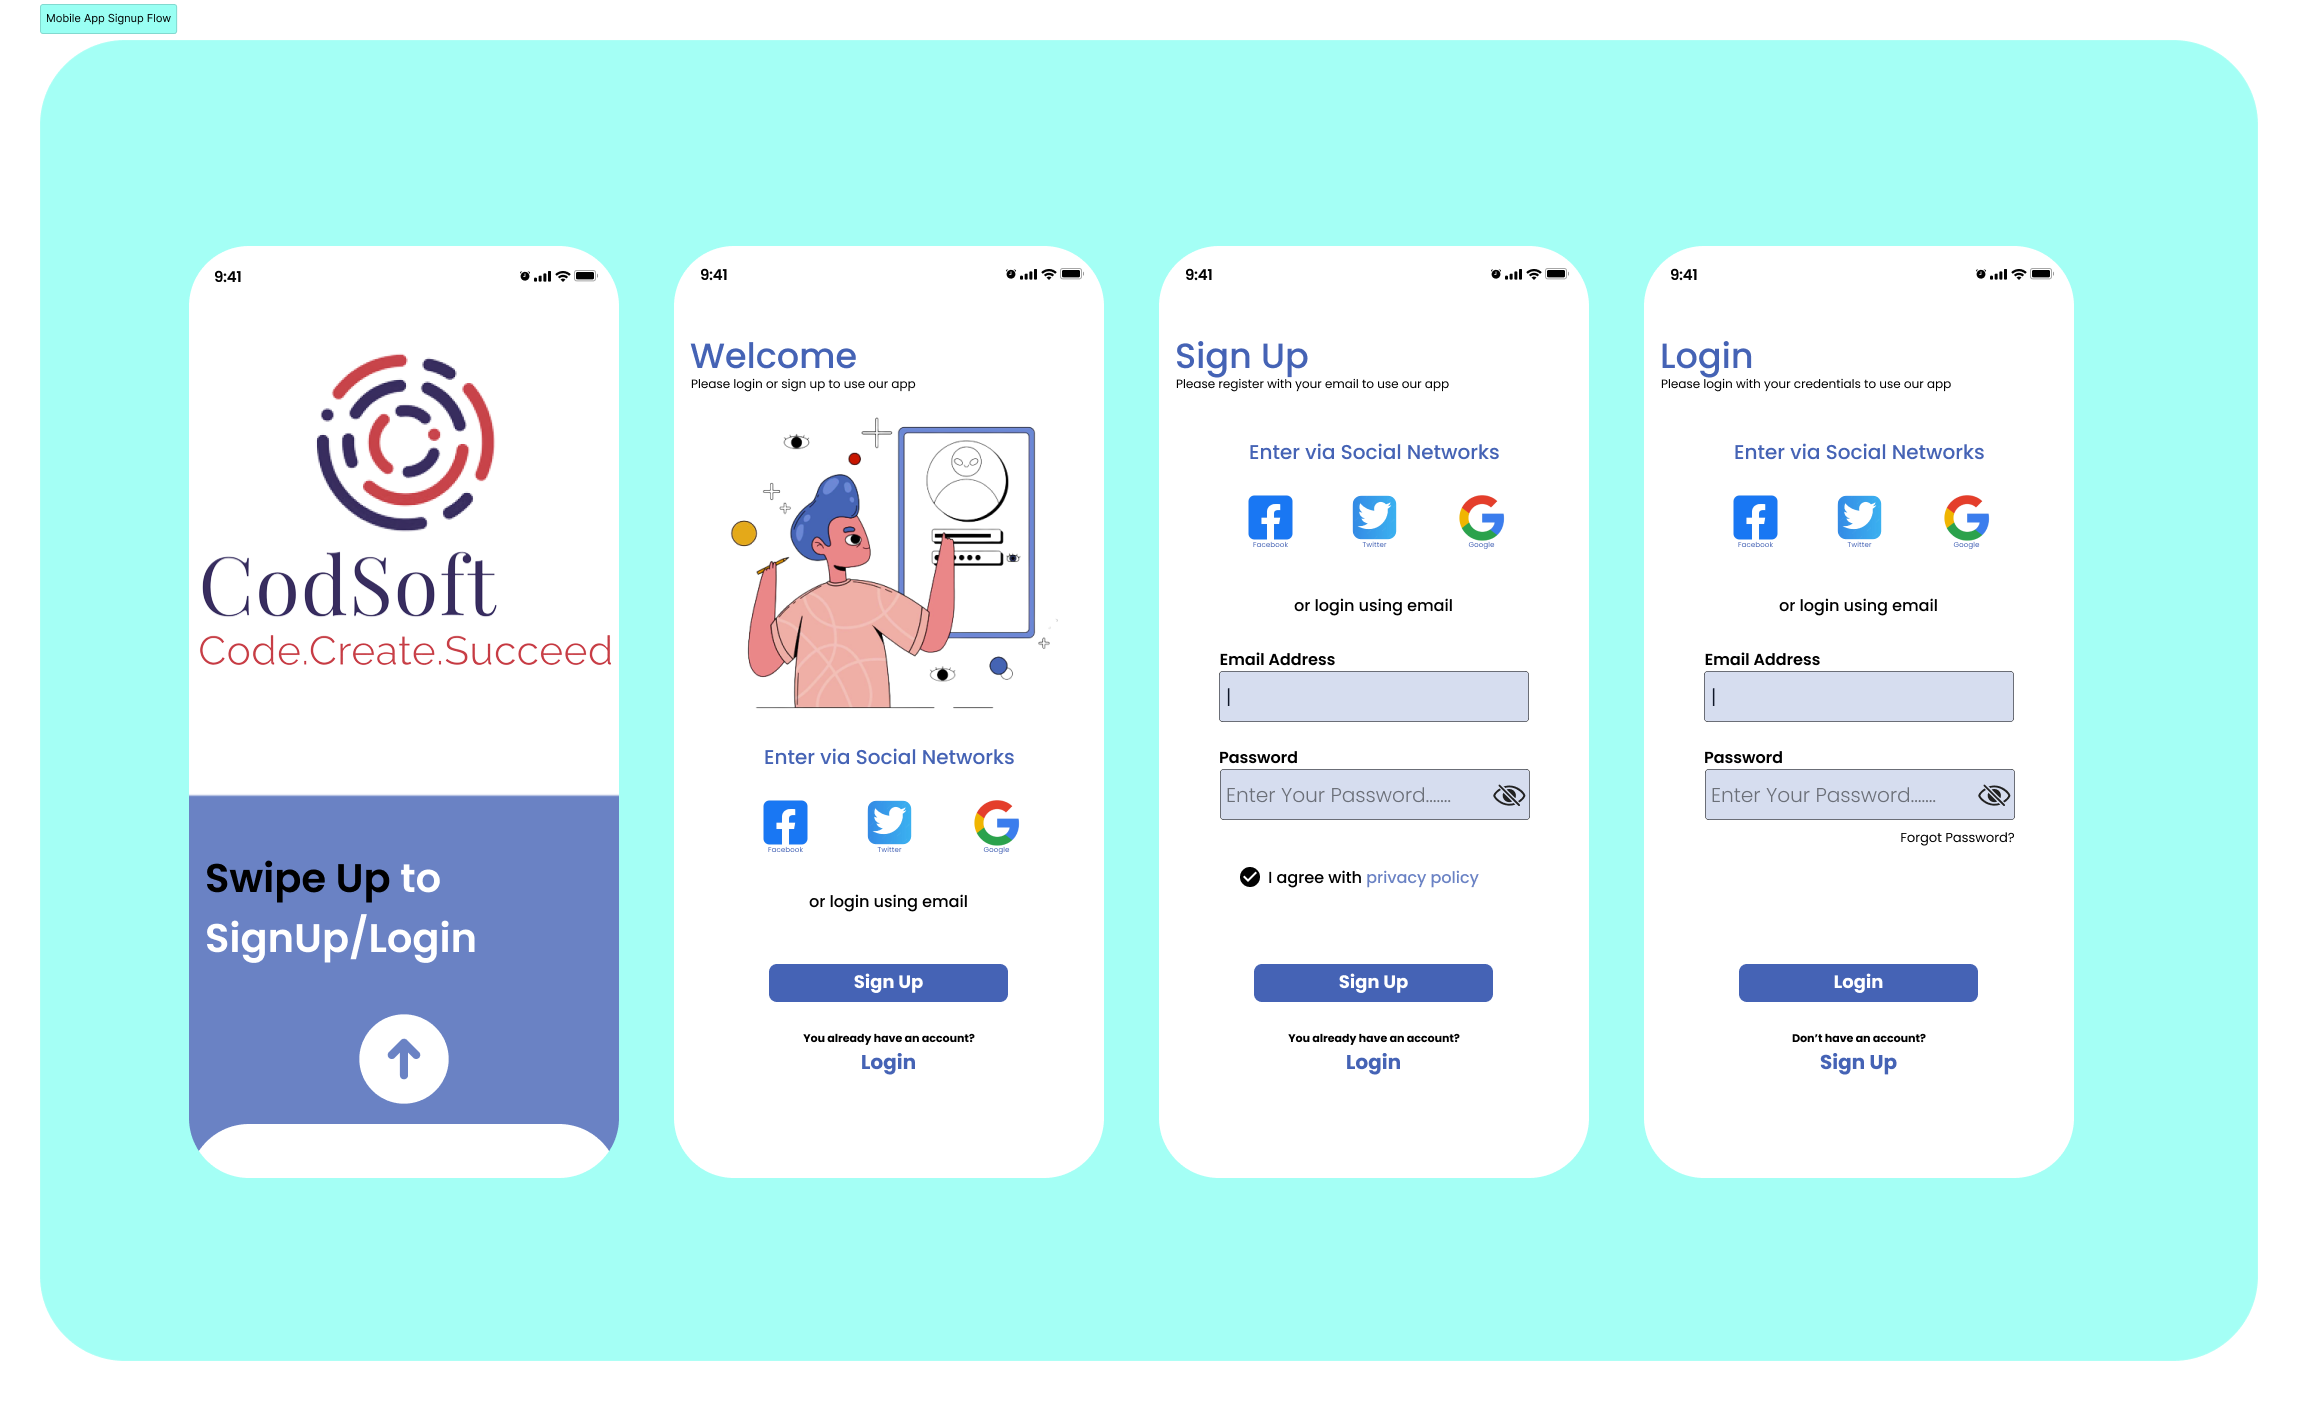 Mobile App Signup Flow
9:41
CodSoft
Code.Create.Succeed
Swipe Up to
SignUp/Login
9:41
Welcome
Please login or sign up to use our app
Enter via Social Networks
Facebook Twitter Google
or login using email
Sign Up
You already have an account?
Login
9:41
Sign Up
Please register with your email to use our app
Enter via Social Networks
Facebook Twitter Google
or login using email
Email Address
Password
Enter Your Password.......
I agree with privacy policy
Sign Up
You already have an account?
Login
9:41
Login
Please login with your credentials to use our app
Enter via Social Networks
Facebook Twitter Google
or login using email
Email Address
Password
Enter Your Password.......
Forgot Password?
Login
Don't have an account?
Sign Up